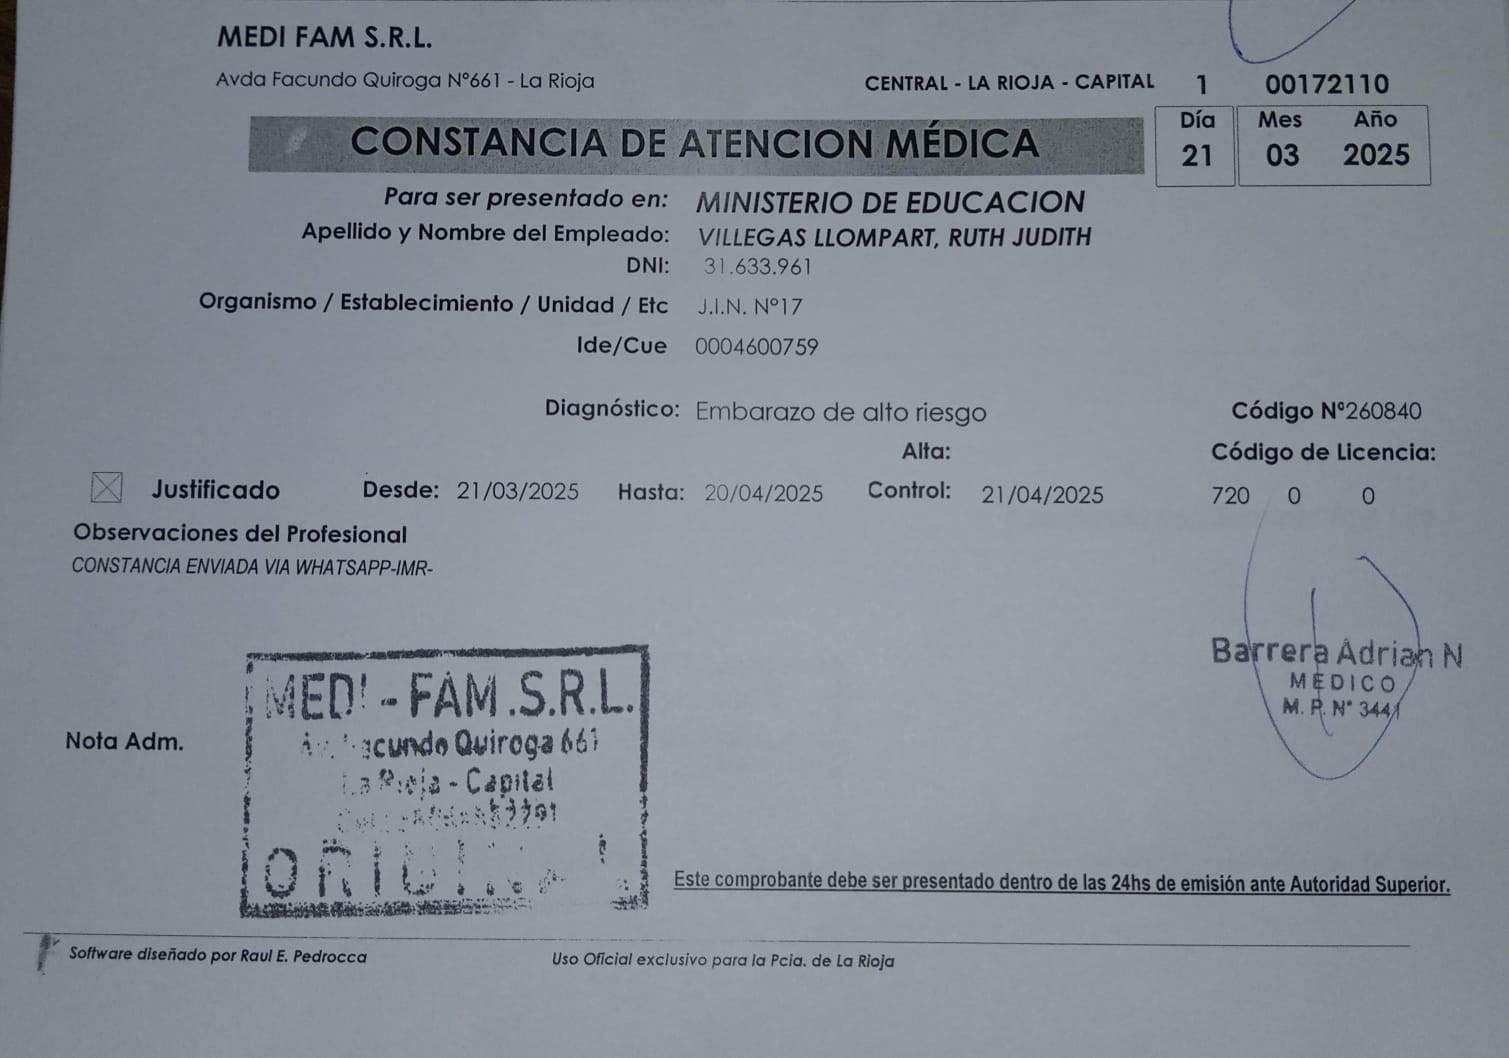 MEDI FAM S.R.L.
Avda Facundo Quiroga Nº661 - La Rioja
CENTRAL - LA RIOJA - CAPITAL 1 00172110
CONSTANCIA DE ATENCION MÉDICA
Día Mes Año
21 03 2025
Para ser presentado en: MINISTERIO DE EDUCACION
Apellido y Nombre del Empleado: VILLEGAS LLOMPART, RUTH JUDITH
DNI: 31.633.961
Organismo / Establecimiento / Unidad / Etc J.I.N. Nº17
Ide/Cue 0004600759
Diagnóstico: Embarazo de alto riesgo Código Nº260840
Alta: Código de Licencia:
Justificado Desde: 21/03/2025 Hasta: 20/04/2025 Control: 21/04/2025 720 0 0
Observaciones del Profesional
CONSTANCIA ENVIADA VIA WHATSAPP-IMR-
Barrera Adrian N
MEDICO
M. P. N° 3441
MEDI - FAM .S.R.L.
Quiroga 661
La Rioja - Capital
Nota Adm.
Este comprobante debe ser presentado dentro de las 24hs de emisión ante Autoridad Superior.
Software diseñado por Raul E. Pedrocca
Uso Oficial exclusivo para la Pcia. de La Rioja